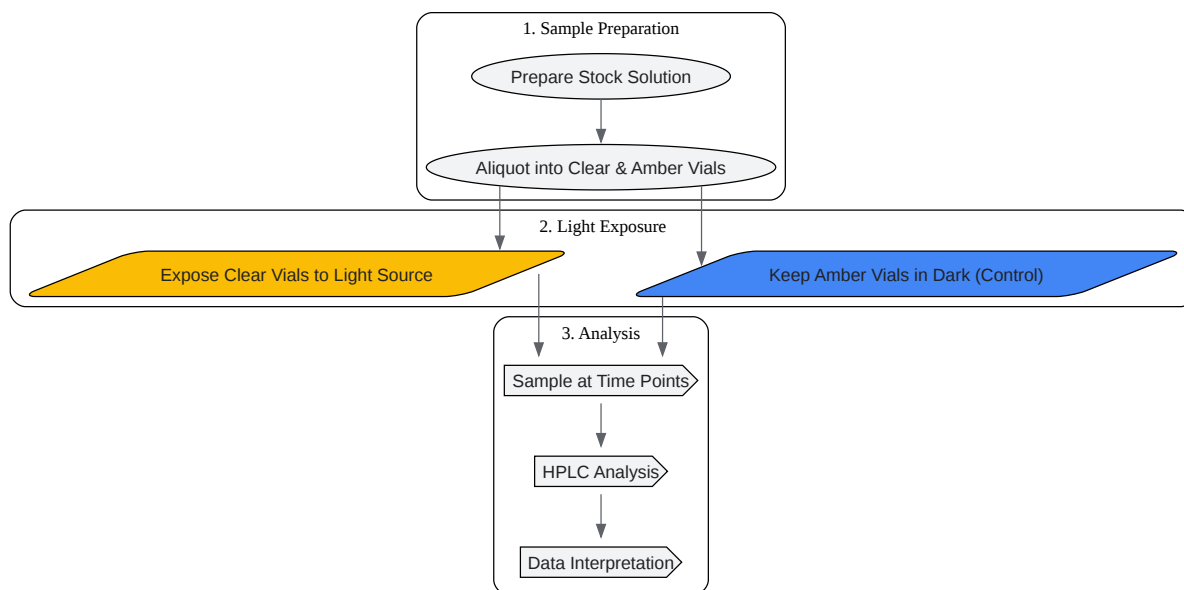 1. Sample Preparation
Prepare Stock Solution
Aliquot into Clear & Amber Vials
2. Light Exposure
Expose Clear Vials to Light Source
Keep Amber Vials in Dark (Control)
3. Analysis
Sample at Time Points
HPLC Analysis
Data Interpretation